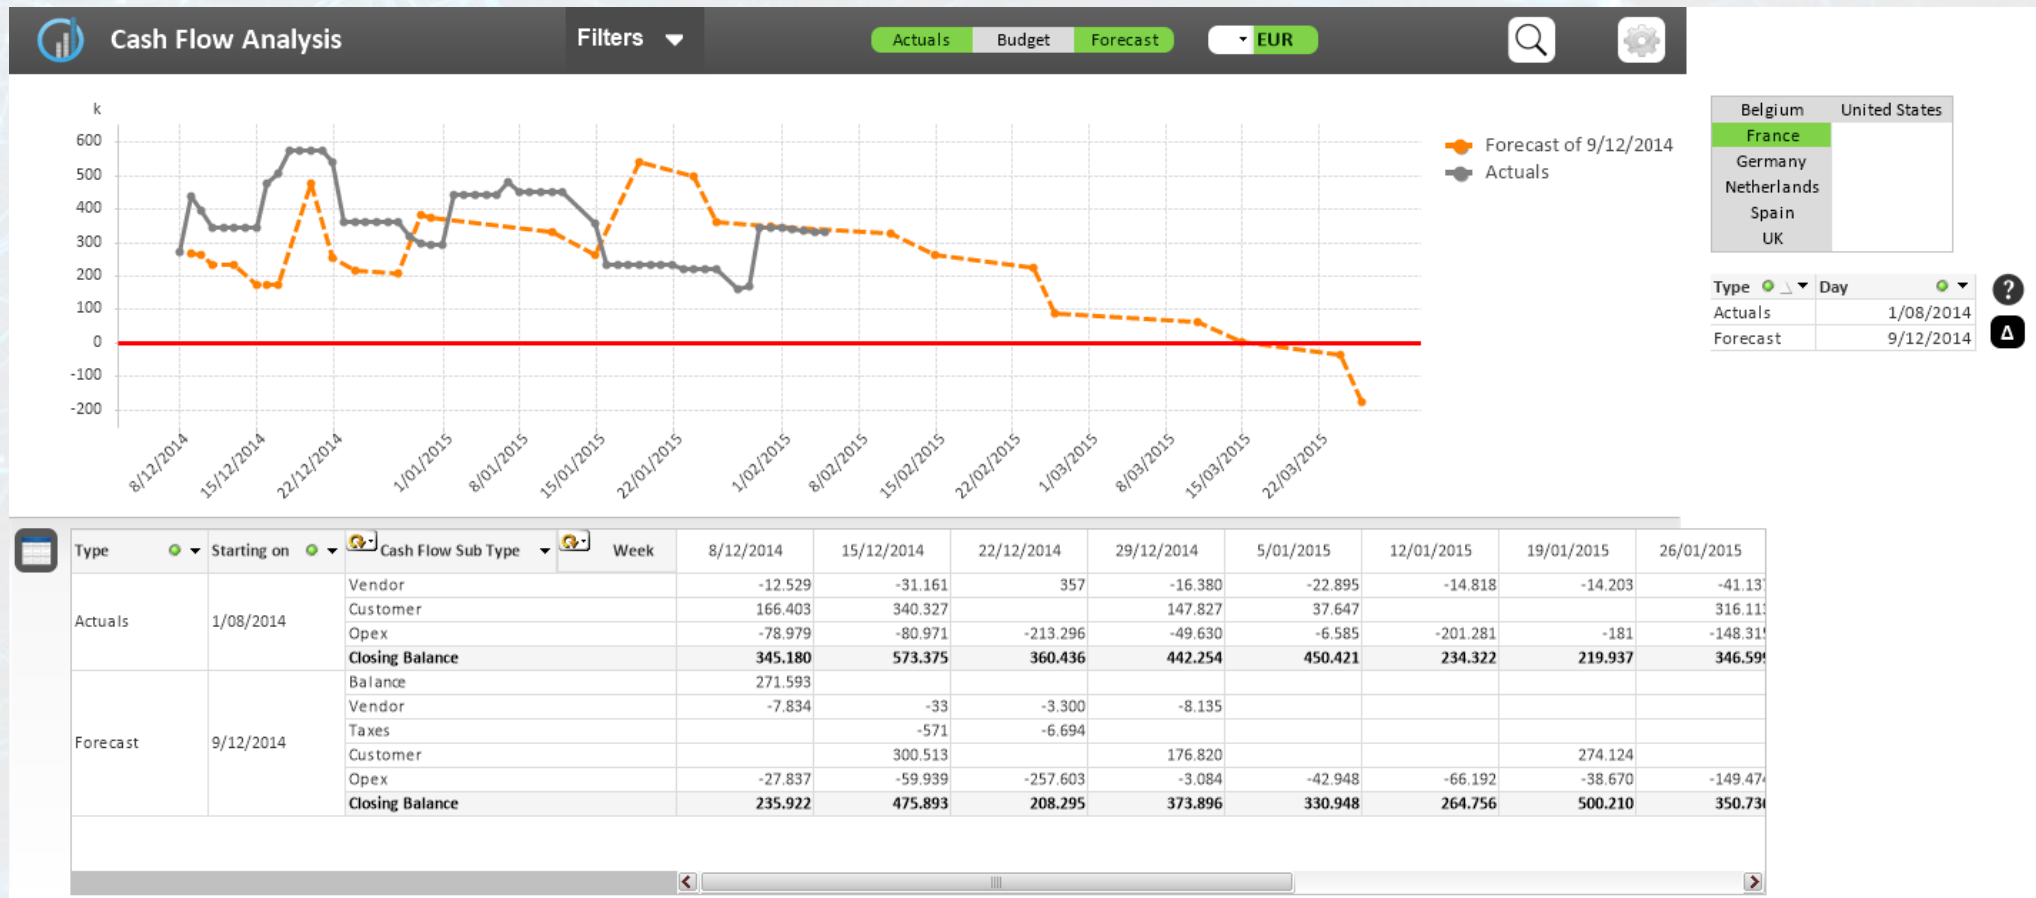 Cash Flow Analysis
Filters
Actuals Budget Forecast
EUR
k
600
500
400
300
200
100
0
-100
-200
8/12/2014 15/12/2014 22/12/2014 1/01/2015 8/01/2015 15/01/2015 22/01/2015 1/02/2015 8/02/2015 15/02/2015 22/02/2015 1/03/2015 8/03/2015 15/03/2015 22/03/2015
Forecast of 9/12/2014
Actuals
Belgium United States
France
Germany
Netherlands
Spain
UK
Type Day
Actuals 1/08/2014
Forecast 9/12/2014
?
Δ
Type Starting on Cash Flow Sub Type Week 8/12/2014 15/12/2014 22/12/2014 29/12/2014 5/01/2015 12/01/2015 19/01/2015 26/01/2015
Actuals 1/08/2014
Vendor -12.529 -31.161 357 -16.380 -22.895 -14.818 -14.203 -41.13
Customer 166.403 340.327 147.827 37.647 316.11
Opex -78.979 -80.971 -213.296 -49.630 -6.585 -201.281 -181 -148.31
Closing Balance 345.180 573.375 360.436 442.254 450.421 234.322 219.937 346.59
Forecast 9/12/2014
Balance 271.593
Vendor -7.834 -33 -3.300 -8.135
Taxes -571 -6.694
Customer 300.513 176.820 274.124
Opex -27.837 -59.939 -257.603 -3.084 -42.948 -66.192 -38.670 -149.47
Closing Balance 235.922 475.893 208.295 373.896 330.948 264.756 500.210 350.73